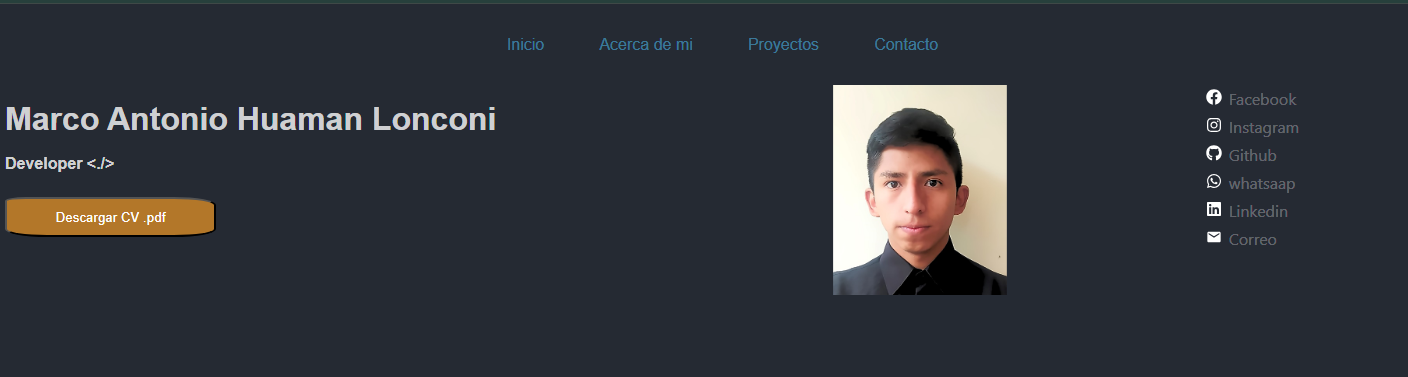 Inicio Acerca de mi Proyectos Contacto
Marco Antonio Huaman Lonconi
Developer <./>
Descargar CV .pdf
Facebook
Instagram
Github
whatsaap
Linkedin
Correo